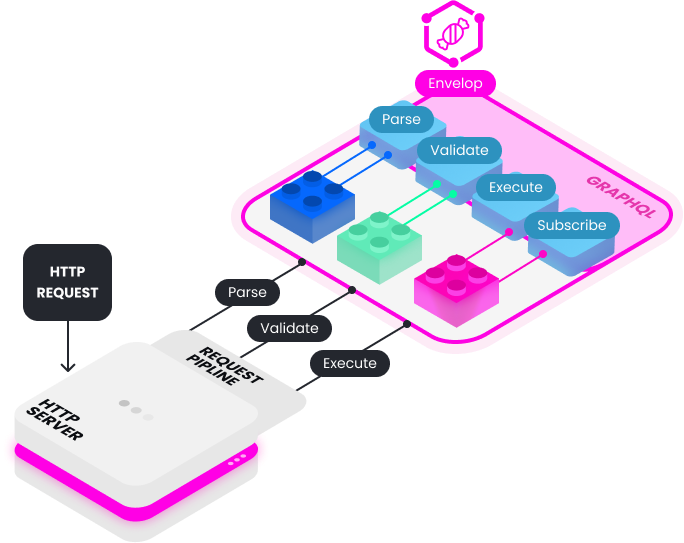 Envelop
Parse
Validate
Execute
Subscribe
GRAPHQL
HTTP
REQUEST
Parse
Validate
Execute
REQUEST
PIPLINE
HTTP
SERVER